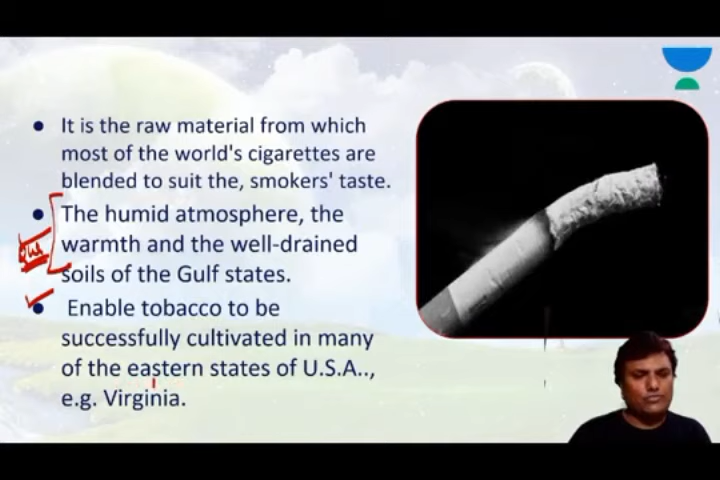 It is the raw material from which
most of the world's cigarettes are
blended to suit the, smokers' taste.
The humid atmosphere, the
warmth and the well-drained
soils of the Gulf states.
Enable tobacco to be
successfully cultivated in many
of the eastern states of U.S.A..,
e.g. Virginia.